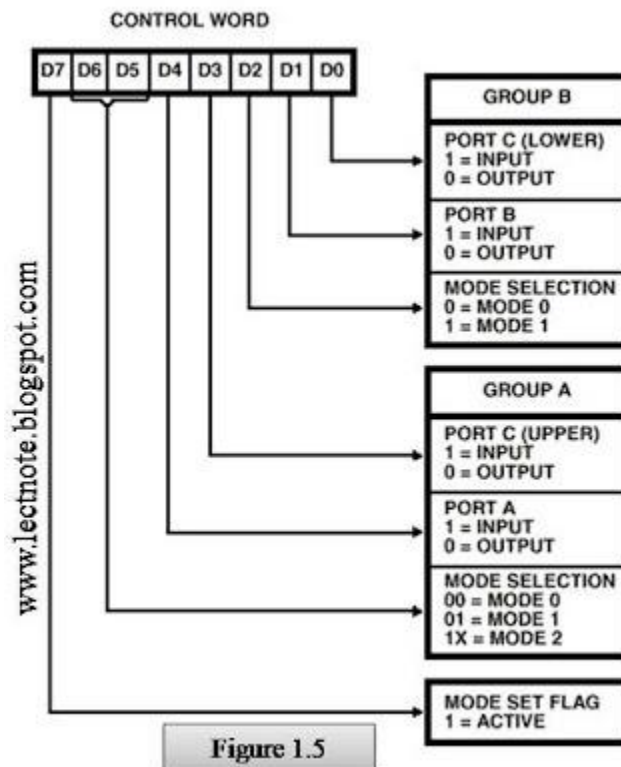 CONTROL WORD
D7 D6 D5 D4 D3 D2 D1 D0
GROUP B
PORT C (LOWER)
1 = INPUT
0 = OUTPUT
PORT B
1 = INPUT
0 = OUTPUT
MODE SELECTION
0 = MODE 0
1 = MODE 1
GROUP A
PORT C (UPPER)
1 = INPUT
0 = OUTPUT
PORT A
1 = INPUT
0 = OUTPUT
MODE SELECTION
00 = MODE 0
01 = MODE 1
1X = MODE 2
MODE SET FLAG
1 = ACTIVE
www.lectnote.blogspot.com
Figure 1.5